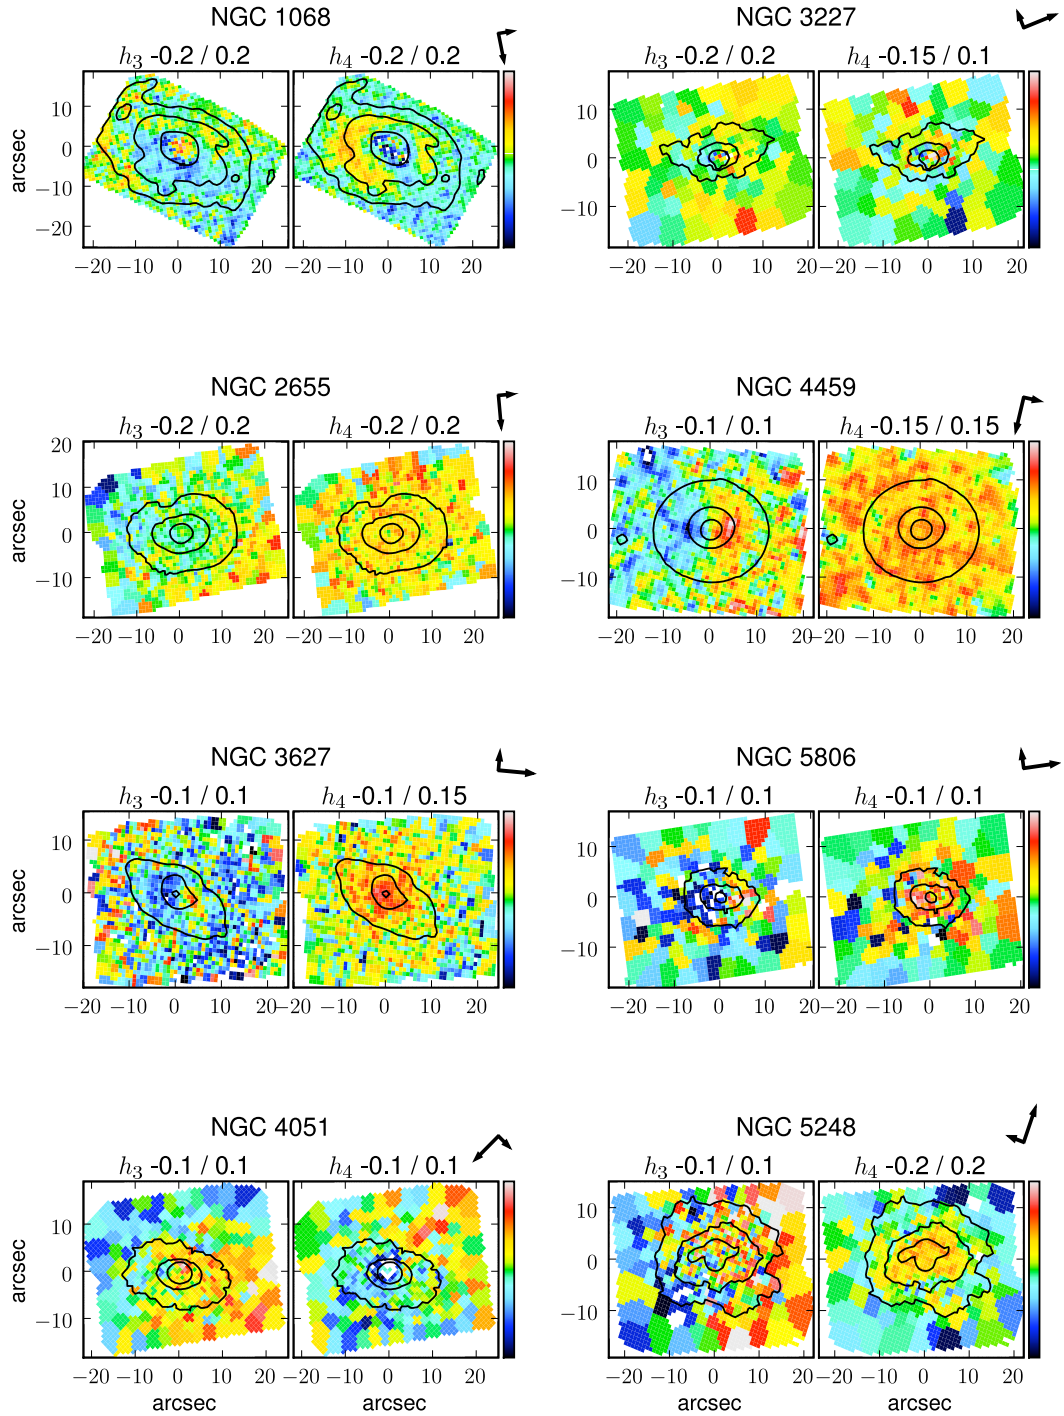 NGC 1068
h3 -0.2 / 0.2
h4 -0.2 / 0.2
arcsec
10
0
−10
−20
−20 −10 0 10 20
−20 −10 0 10 20
NGC 3227
h3 -0.2 / 0.2
h4 -0.15 / 0.1
10
0
−10
−20 −10 0 10 20
−20 −10 0 10 20
NGC 2655
h3 -0.2 / 0.2
h4 -0.2 / 0.2
arcsec
20
10
0
−10
−20 −10 0 10 20
−20 −10 0 10 20
NGC 4459
h3 -0.1 / 0.1
h4 -0.15 / 0.15
10
0
−10
−20 −10 0 10 20
−20 −10 0 10 20
NGC 3627
h3 -0.1 / 0.1
h4 -0.1 / 0.15
arcsec
10
0
−10
−20 −10 0 10 20
−20 −10 0 10 20
NGC 5806
h3 -0.1 / 0.1
h4 -0.1 / 0.1
10
0
−10
−20 −10 0 10 20
−20 −10 0 10 20
NGC 4051
h3 -0.1 / 0.1
h4 -0.1 / 0.1
arcsec
10
0
−10
−20 −10 0 10 20
−20 −10 0 10 20
arcsec
arcsec
NGC 5248
h3 -0.1 / 0.1
h4 -0.2 / 0.2
10
0
−10
−20 −10 0 10 20
−20 −10 0 10 20
arcsec
arcsec